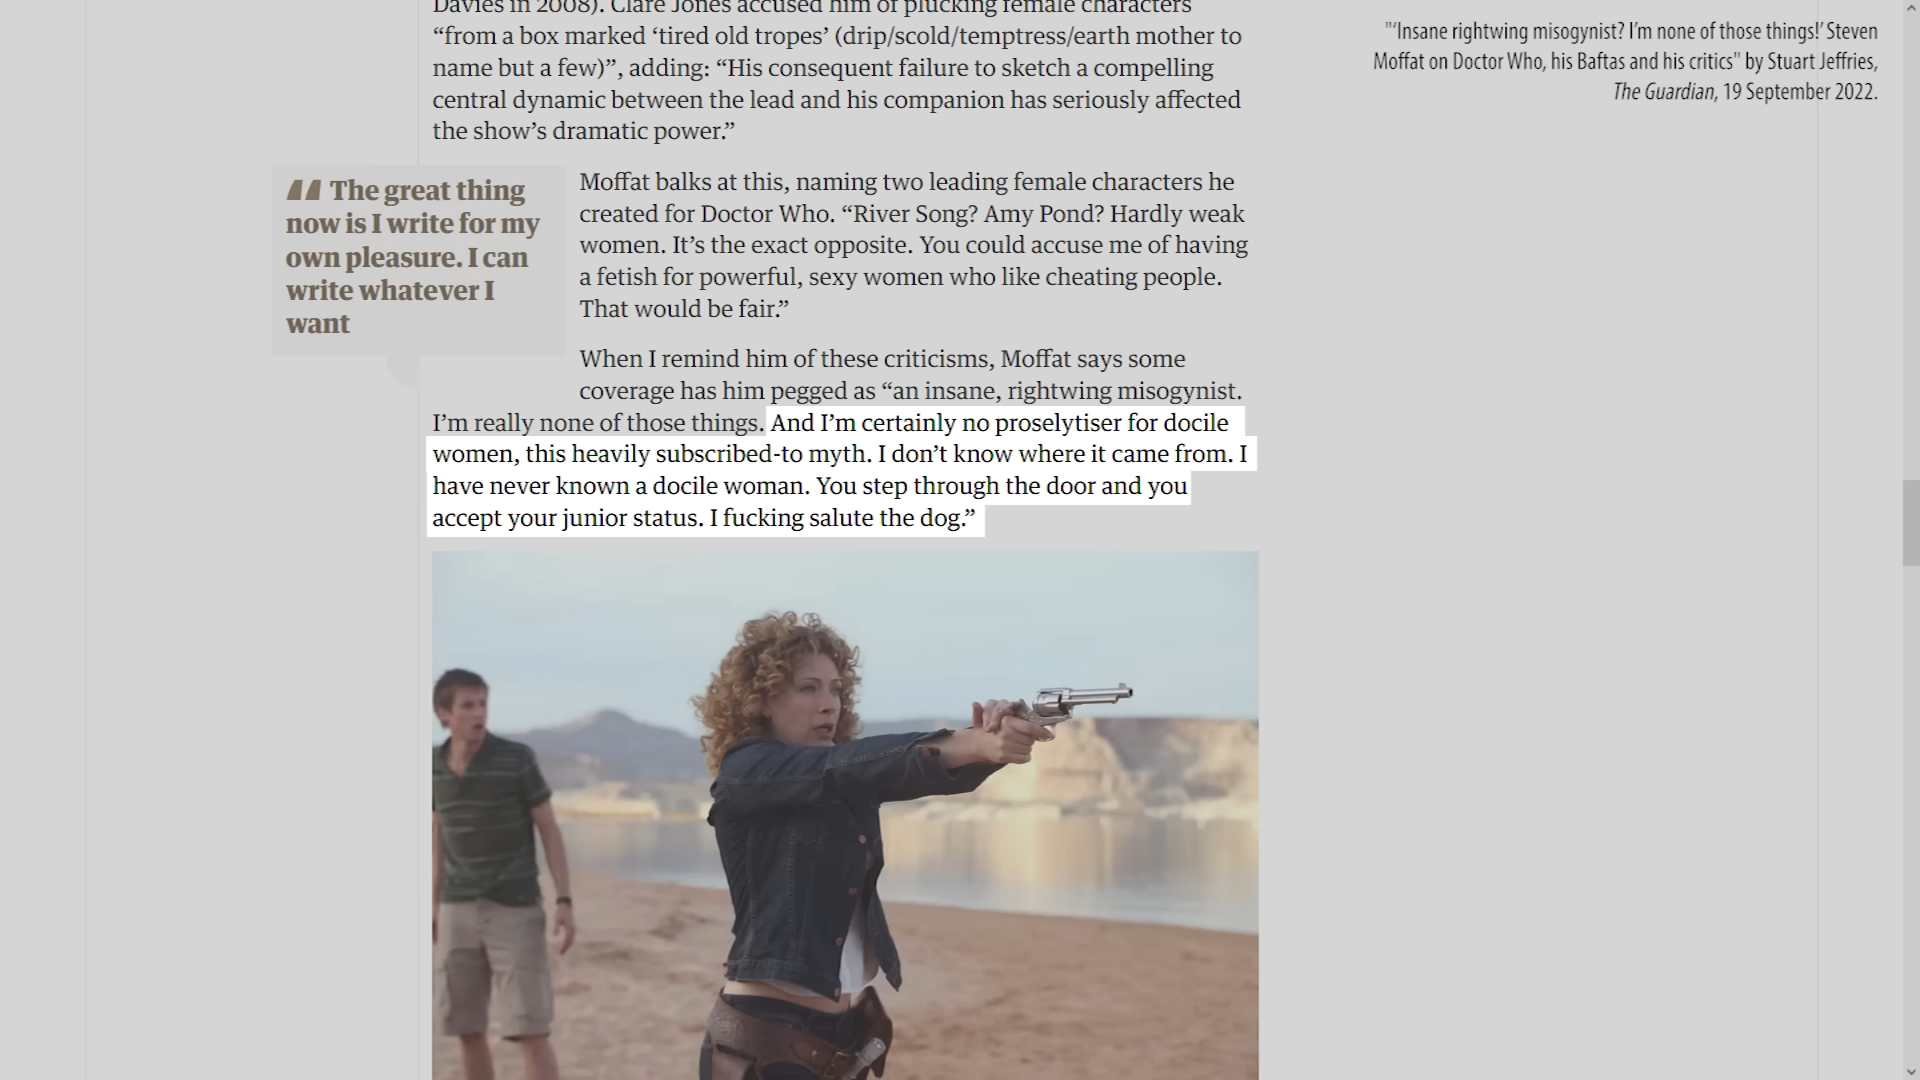 Davies in 2008). Clare Jones accused him of plucking female characters
“from a box marked ‘tired old tropes’ (drip/scold/temptress/earth mother to
name but a few)”, adding: “His consequent failure to sketch a compelling
central dynamic between the lead and his companion has seriously affected
the show’s dramatic power.”
"‘Insane rightwing misogynist? I’m none of those things!’ Steven
Moffat on Doctor Who, his Baftas and his critics" by Stuart Jeffries,
The Guardian, 19 September 2022.
The great thing
now is I write for my
own pleasure. I can
write whatever I
want
Moffat balks at this, naming two leading female characters he
created for Doctor Who. “River Song? Amy Pond? Hardly weak
women. It’s the exact opposite. You could accuse me of having
a fetish for powerful, sexy women who like cheating people.
That would be fair.”
When I remind him of these criticisms, Moffat says some
coverage has him pegged as “an insane, rightwing misogynist.
I’m really none of those things. And I’m certainly no proselytiser for docile
women, this heavily subscribed-to myth. I don’t know where it came from. I
have never known a docile woman. You step through the door and you
accept your junior status. I fucking salute the dog.”